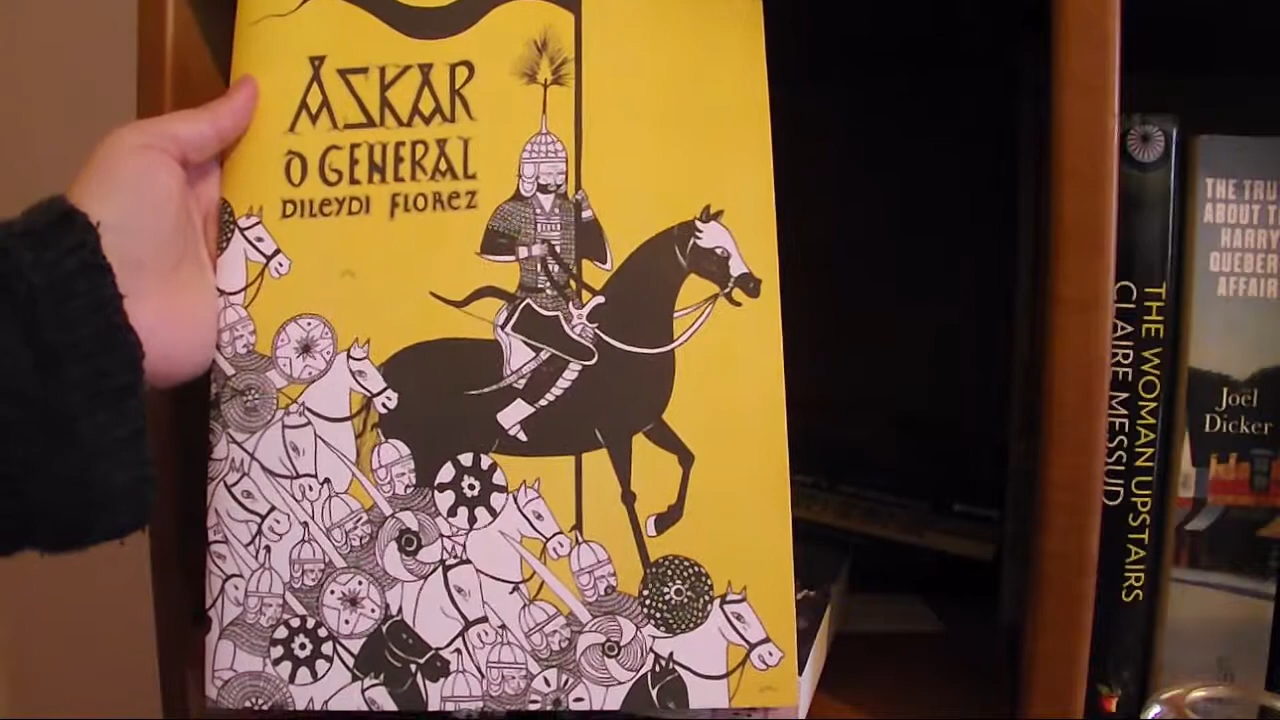 ASKAR
O GENERAL
DILEYDI FLOREZ
THE WOMAN UPSTAIRS
CLAIRE MESSUD
THE TRU
ABOUT T
HARRY
QUEBER
AFFAIR
Joël
Dicker